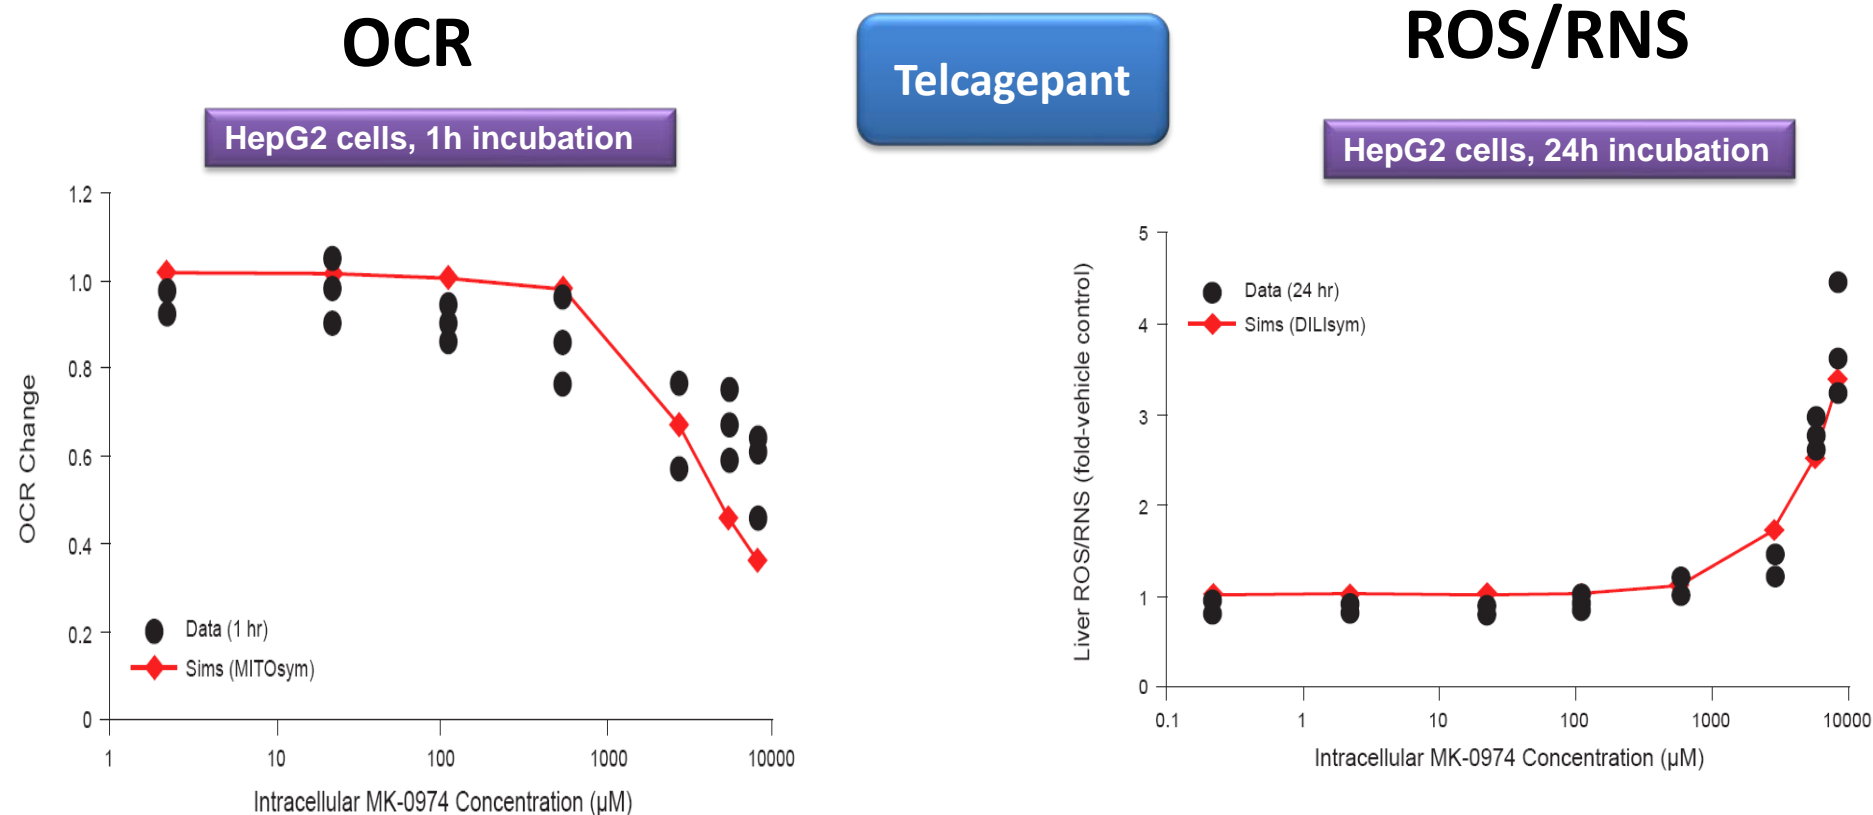 OCR
Telcagepant
ROS/RNS
HepG2 cells, 1h incubation
HepG2 cells, 24h incubation
1.2
1.0
0.8
0.6
0.4
0.2
0
OCR Change
Data (1 hr)
Sims (MITOsym)
1
10
100
1000
10000
Intracellular MK-0974 Concentration (µM)
5
4
3
2
1
0
Liver ROS/RNS (fold-vehicle control)
Data (24 hr)
Sims (DILIsym)
0.1
1
10
100
1000
10000
Intracellular MK-0974 Concentration (µM)